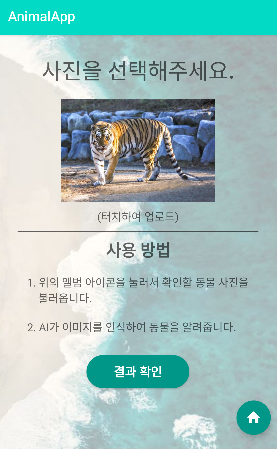 AnimalApp
사진을 선택해주세요.
(터치하여 업로드)
사용 방법
1. 위의 앨범 아이콘을 눌러서 확인할 동물 사진을
불러옵니다.
2. AI가 이미지를 인식하여 동물을 알려줍니다.
결과 확인